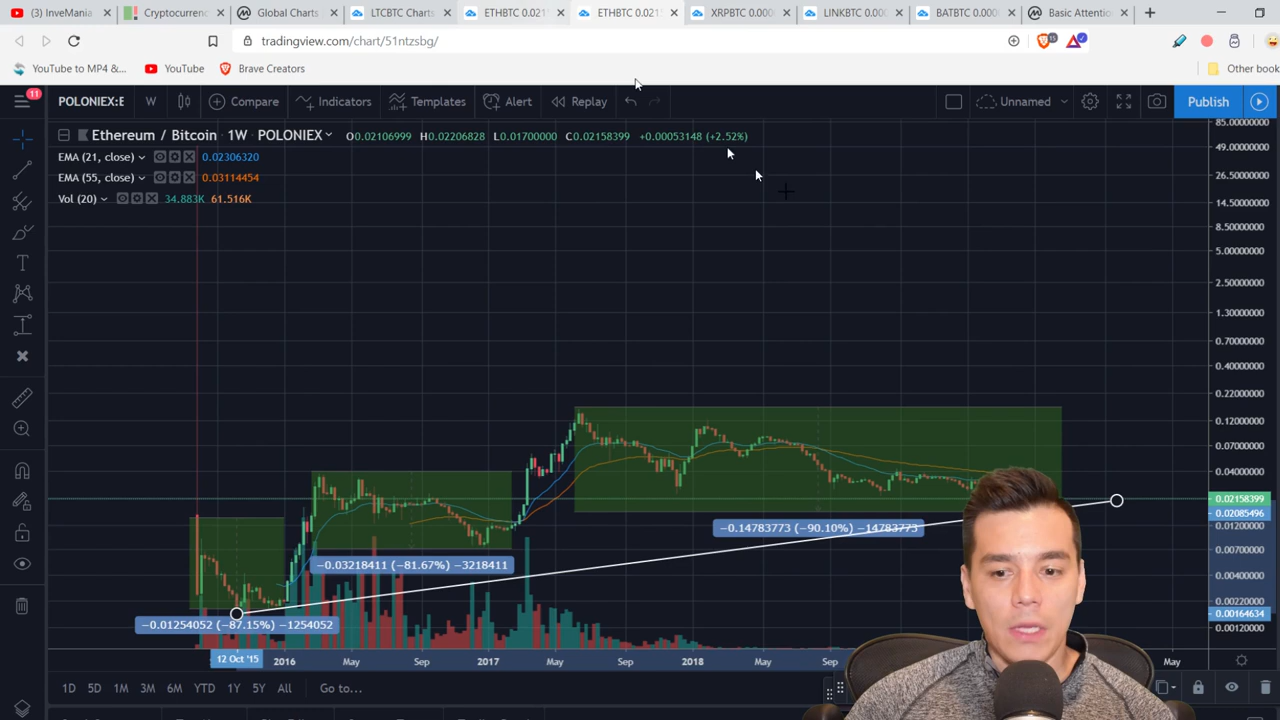 (3) InveMania
Cryptocurrenc
Global Charts
LTCBTC Charts
ETHBTC 0.021
ETHBTC 0.0215
XRPBTC 0.000
LINKBTC 0.000
BATBTC 0.000
Basic Attentio
tradingview.com/chart/51ntzsbg/
15
YouTube to MP4 &...
YouTube
Brave Creators
Other book
11
POLONIEX:E
W
Compare
Indicators
Templates
Alert
Replay
Unnamed
Publish
Ethereum / Bitcoin 1W POLONIEX
O0.02106999 H0.02206828 L0.01700000 C0.02158399 +0.00053148 (+2.52%)
EMA (21, close) 0.02306320
EMA (55, close) 0.03114454
Vol (20) 34.883K 61.516K
85.00000000
49.00000000
26.50000000
14.50000000
8.50000000
5.00000000
2.50000000
1.30000000
0.70000000
0.40000000
0.22000000
0.12000000
0.07000000
0.04000000
0.02158399
0.02085496
0.01200000
0.00700000
0.00400000
0.00220000
0.00164634
0.00120000
−0.14783773 (−90.10%) −14783773
−0.03218411 (−81.67%) −3218411
−0.01254052 (−87.15%) −1254052
12 Oct '15
2016
May
Sep
2017
May
Sep
2018
May
Sep
May
1D 5D 1M 3M 6M YTD 1Y 5Y All Go to...